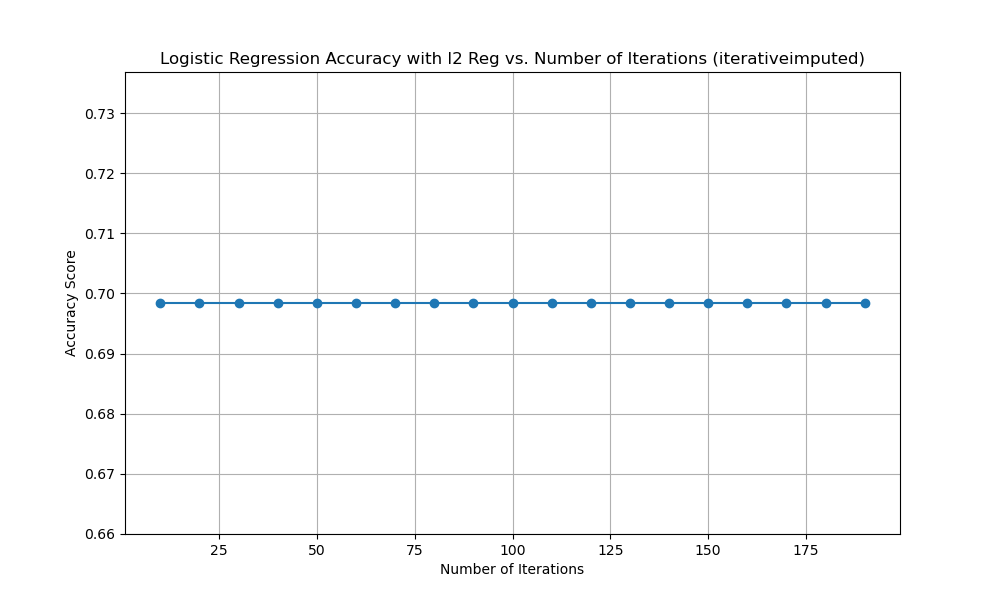 Logistic Regression Accuracy with l2 Reg vs. Number of Iterations (iterativeimputed)
0.73
0.72
0.71
0.70
0.69
0.68
0.67
0.66
Accuracy Score
25 50 75 100 125 150 175
Number of Iterations